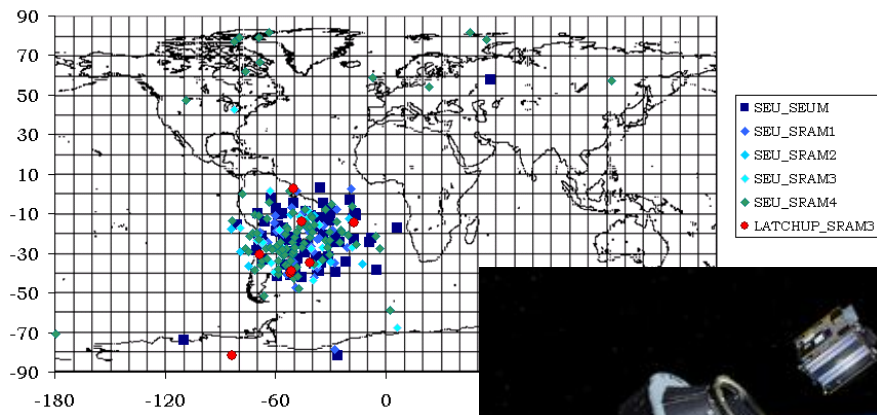 90
70
50
30
10
-10
-30
-50
-70
-90
-180
-120
-60
0
SEU_SEUM
SEU_SRAM1
SEU_SRAM2
SEU_SRAM3
SEU_SRAM4
LATCHUP_SRAM3